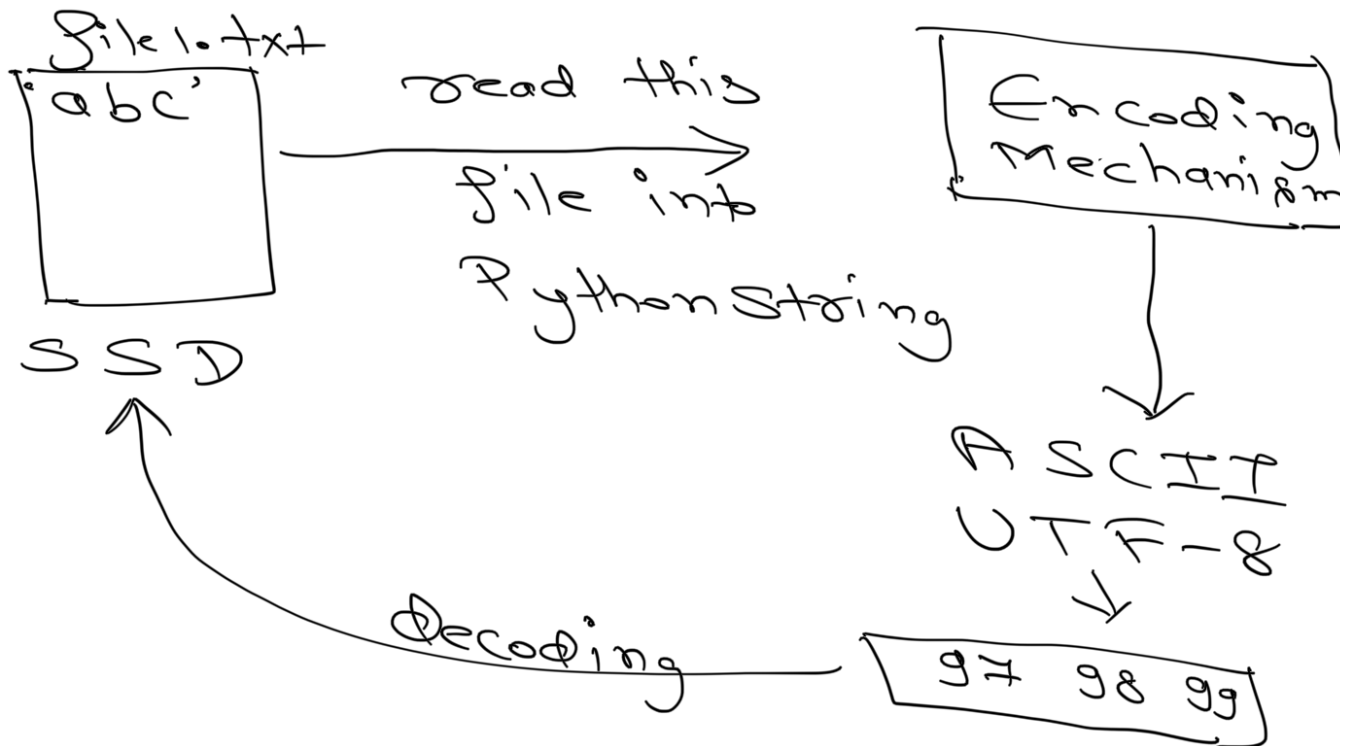 file1.txt
'abc'
SSD
read this
file into
Python String
Encoding
Mechanism
ASCII
UTF-8
97 98 99
Decoding